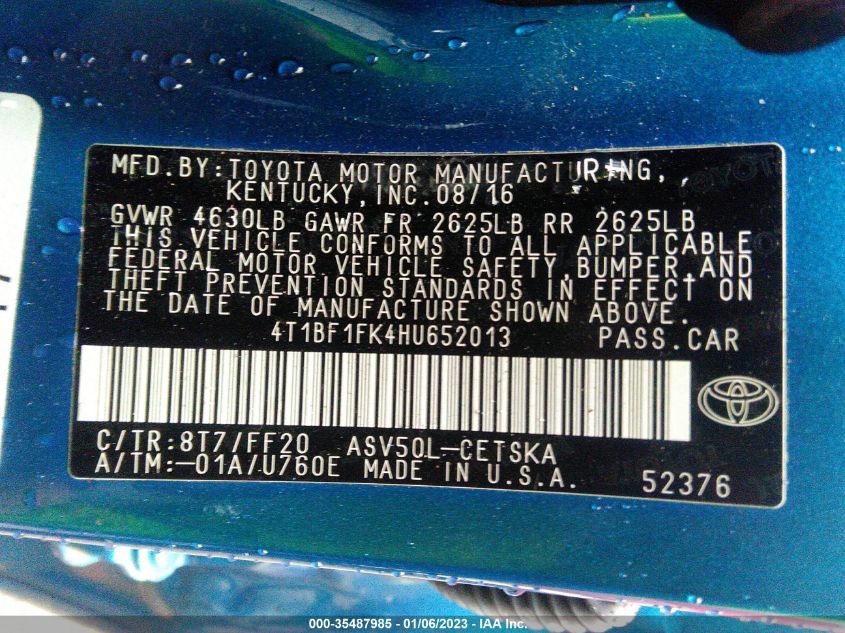 MFD.BY:TOYOTA MOTOR MANUFACTURING,
KENTUCKY,INC.08/16
GVWR 4630LB GAWR FR 2625LB RR 2625LB
THIS VEHICLE CONFORMS TO ALL APPLICABLE
FEDERAL MOTOR VEHICLE SAFETY,BUMPER,AND
THEFT PREVENTION STANDARDS IN EFFECT ON
THE DATE OF MANUFACTURE SHOWN ABOVE.
4T1BF1FK4HU652013 PASS.CAR
C/TR:8T7/FF20 ASV50L-CETSKA
A/TM:-01A/U760E MADE IN U.S.A. 52376
000-35487985 - 01/06/2023 - IAA Inc.